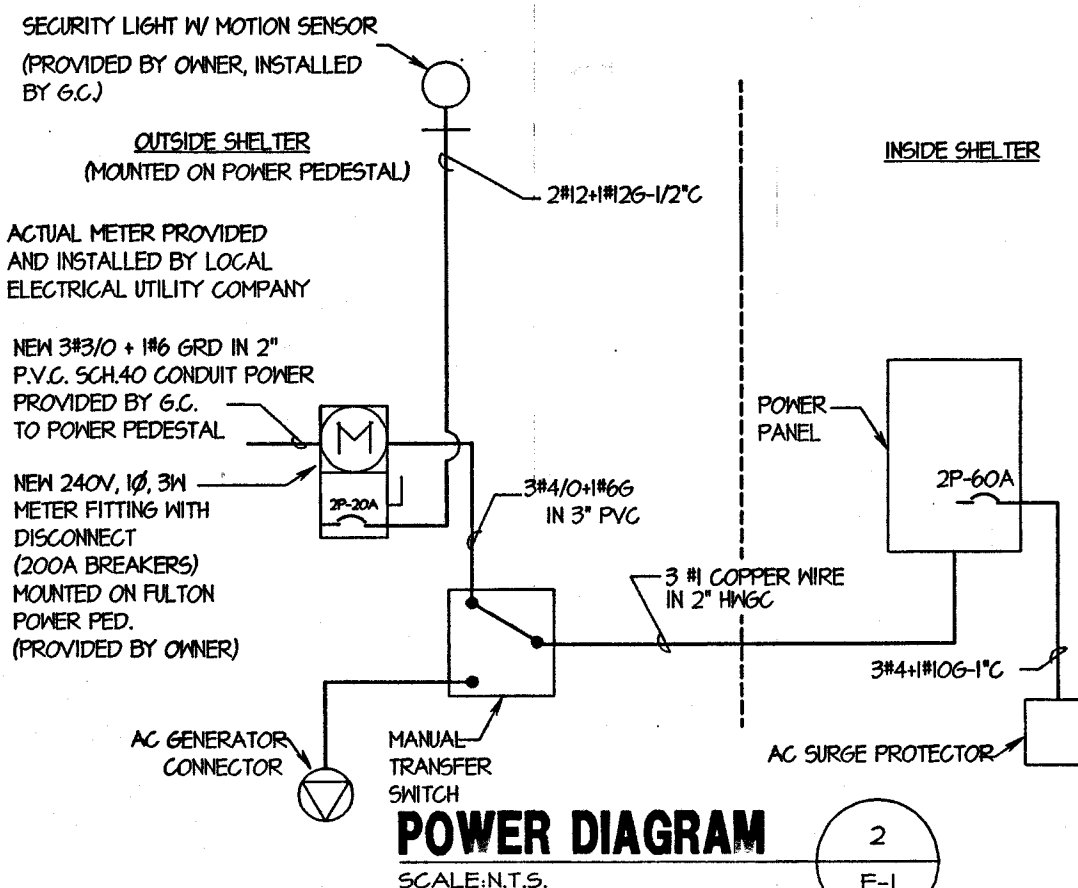 SECURITY LIGHT W/ MOTION SENSOR
(PROVIDED BY OWNER, INSTALLED
BY G.C.)
OUTSIDE SHELTER
(MOUNTED ON POWER PEDESTAL)
INSIDE SHELTER
2#12+1#12G-1/2"C
ACTUAL METER PROVIDED
AND INSTALLED BY LOCAL
ELECTRICAL UTILITY COMPANY
NEW 3#3/0 + 1#6 GRD IN 2"
P.V.C. SCH.40 CONDUIT POWER
PROVIDED BY G.C.
TO POWER PEDESTAL
M
NEW 240V, 1Ø, 3W
METER FITTING WITH
DISCONNECT
(200A BREAKERS)
MOUNTED ON FULTON
POWER PED.
(PROVIDED BY OWNER)
2P-20A
3#4/0+1#6G
IN 3" PVC
POWER
PANEL
2P-60A
3 #1 COPPER WIRE
IN 2" HWGC
3#4+1#10G-1"C
AC GENERATOR
CONNECTOR
MANUAL
TRANSFER
SWITCH
AC SURGE PROTECTOR
POWER DIAGRAM
SCALE:N.T.S.
2
E-1